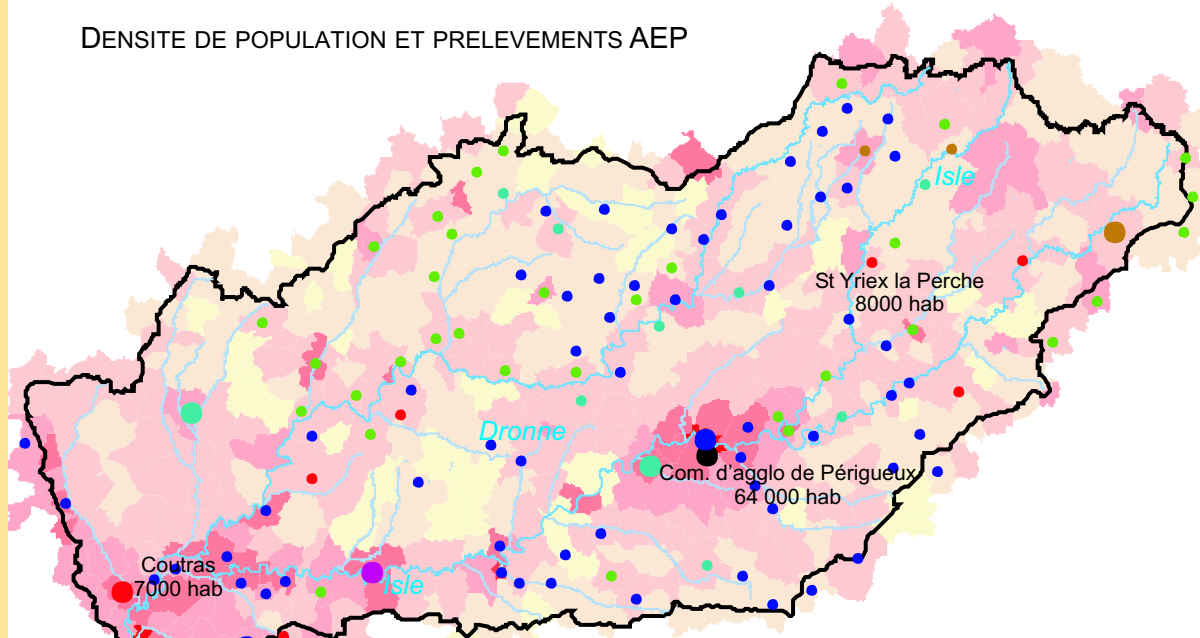 DENSITE DE POPULATION ET PRELEVEMENTS AEP
Isle
St Yriex la Perche
8000 hab
Dronne
Com. d'agglo de Périgueux
64 000 hab
Coutras
7000 hab
Isle